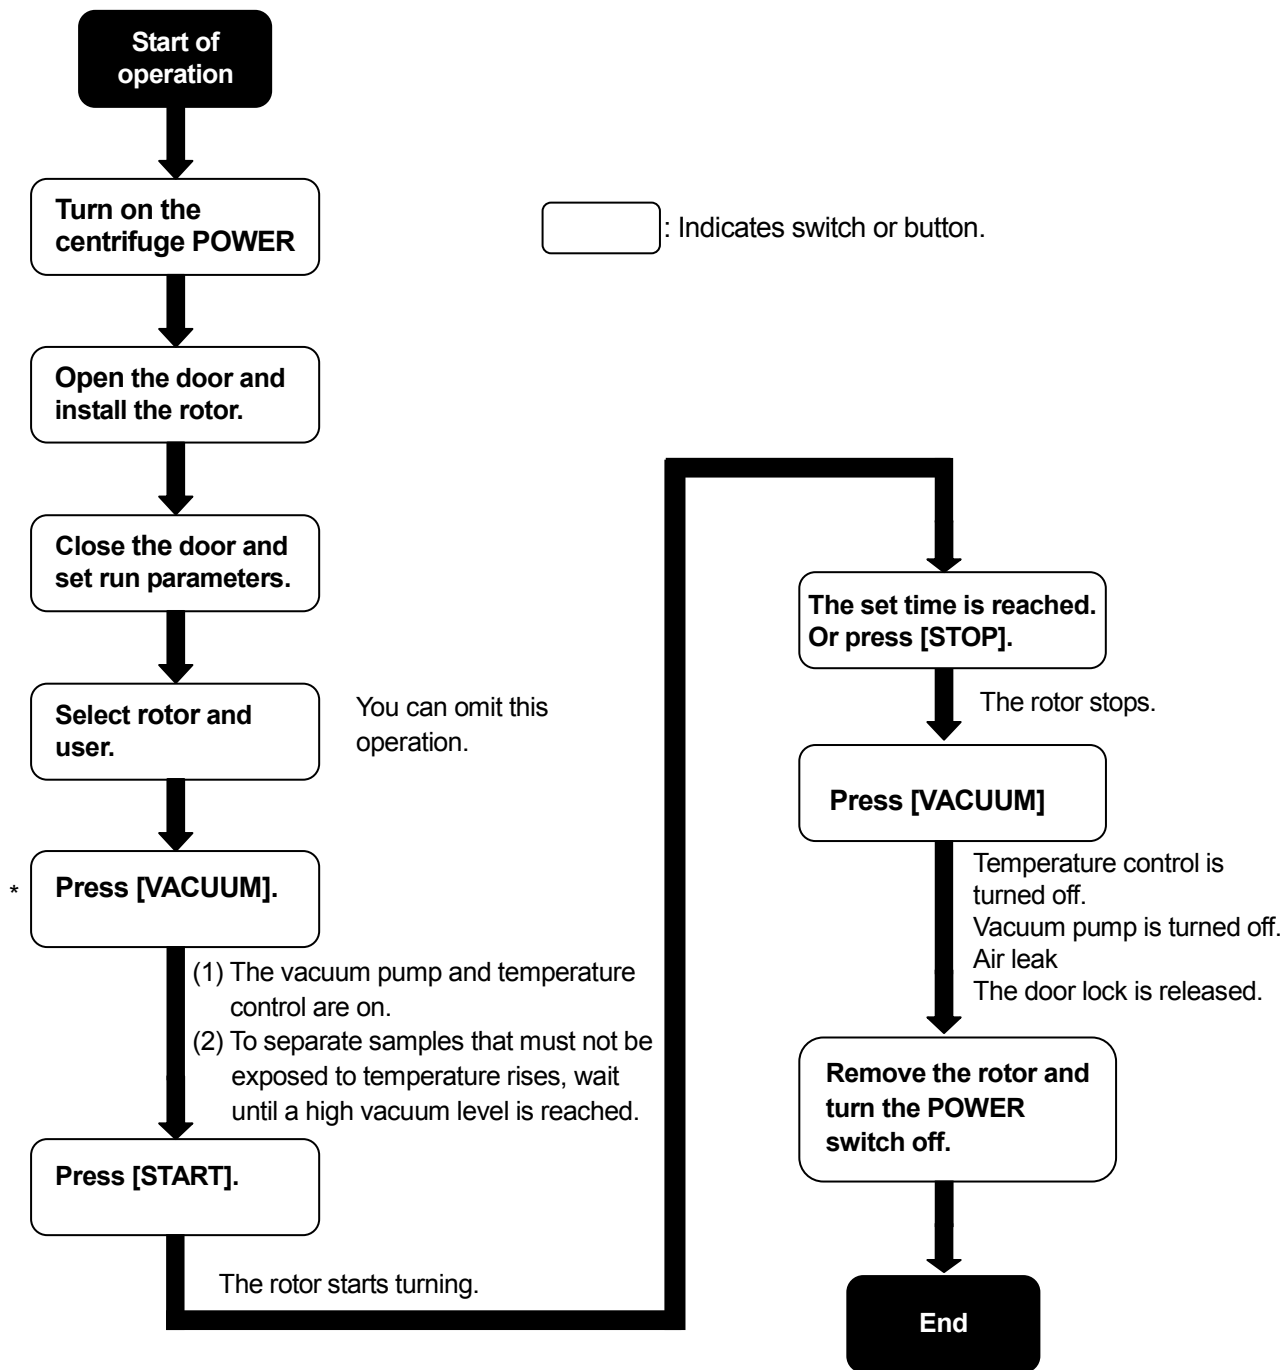 Start of
operation
Turn on the
centrifuge POWER
: Indicates switch or button.
Open the door and
install the rotor.
Close the door and
set run parameters.
Select rotor and
user.
You can omit this
operation.
*
Press [VACUUM].
(1) The vacuum pump and temperature
control are on.
(2) To separate samples that must not be
exposed to temperature rises, wait
until a high vacuum level is reached.
Press [START].
The rotor starts turning.
The set time is reached.
Or press [STOP].
The rotor stops.
Press [VACUUM]
Temperature control is
turned off.
Vacuum pump is turned off.
Air leak
The door lock is released.
Remove the rotor and
turn the POWER
switch off.
End